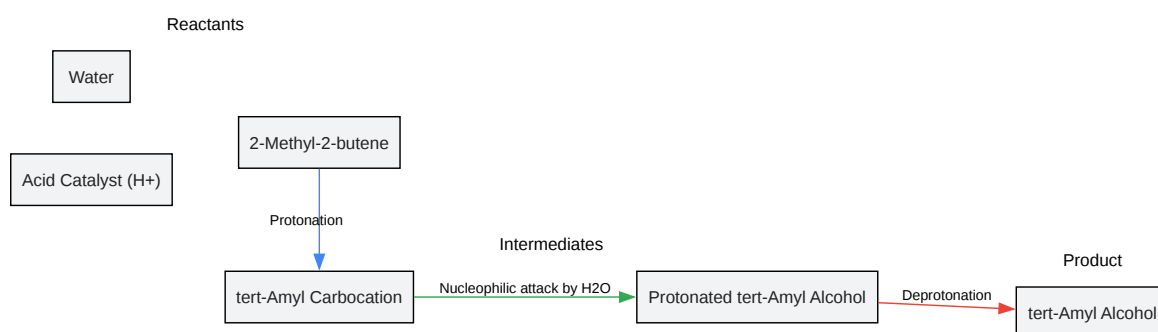 Reactants
Water
2-Methyl-2-butene
Acid Catalyst (H+)
Protonation
Intermediates
Product
tert-Amyl Carbocation
Nucleophilic attack by H2O
Protonated tert-Amyl Alcohol
Deprotonation
tert-Amyl Alcohol